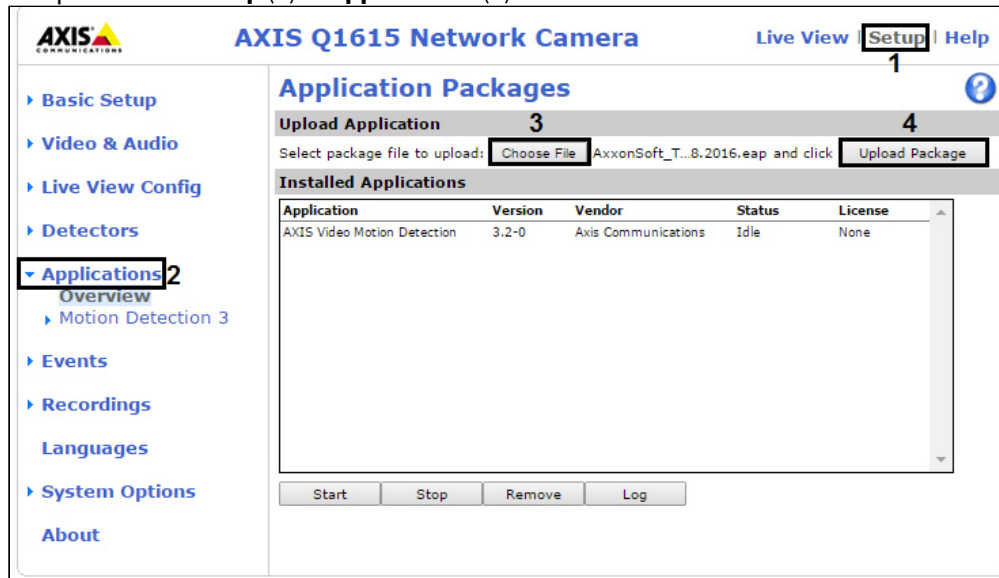 AXIS
COMMUNICATIONS
AXIS Q1615 Network Camera
Live View | Setup | Help
1
Basic Setup
Video & Audio
Live View Config
Detectors
Applications 2
Overview
Motion Detection 3
Events
Recordings
Languages
System Options
About
Application Packages
?
Upload Application 3 4
Select package file to upload: Choose File AxxonSoft_T...8.2016.eap and click Upload Package
Installed Applications
Application Version Vendor Status License
AXIS Video Motion Detection 3.2-0 Axis Communications Idle None
Start Stop Remove Log